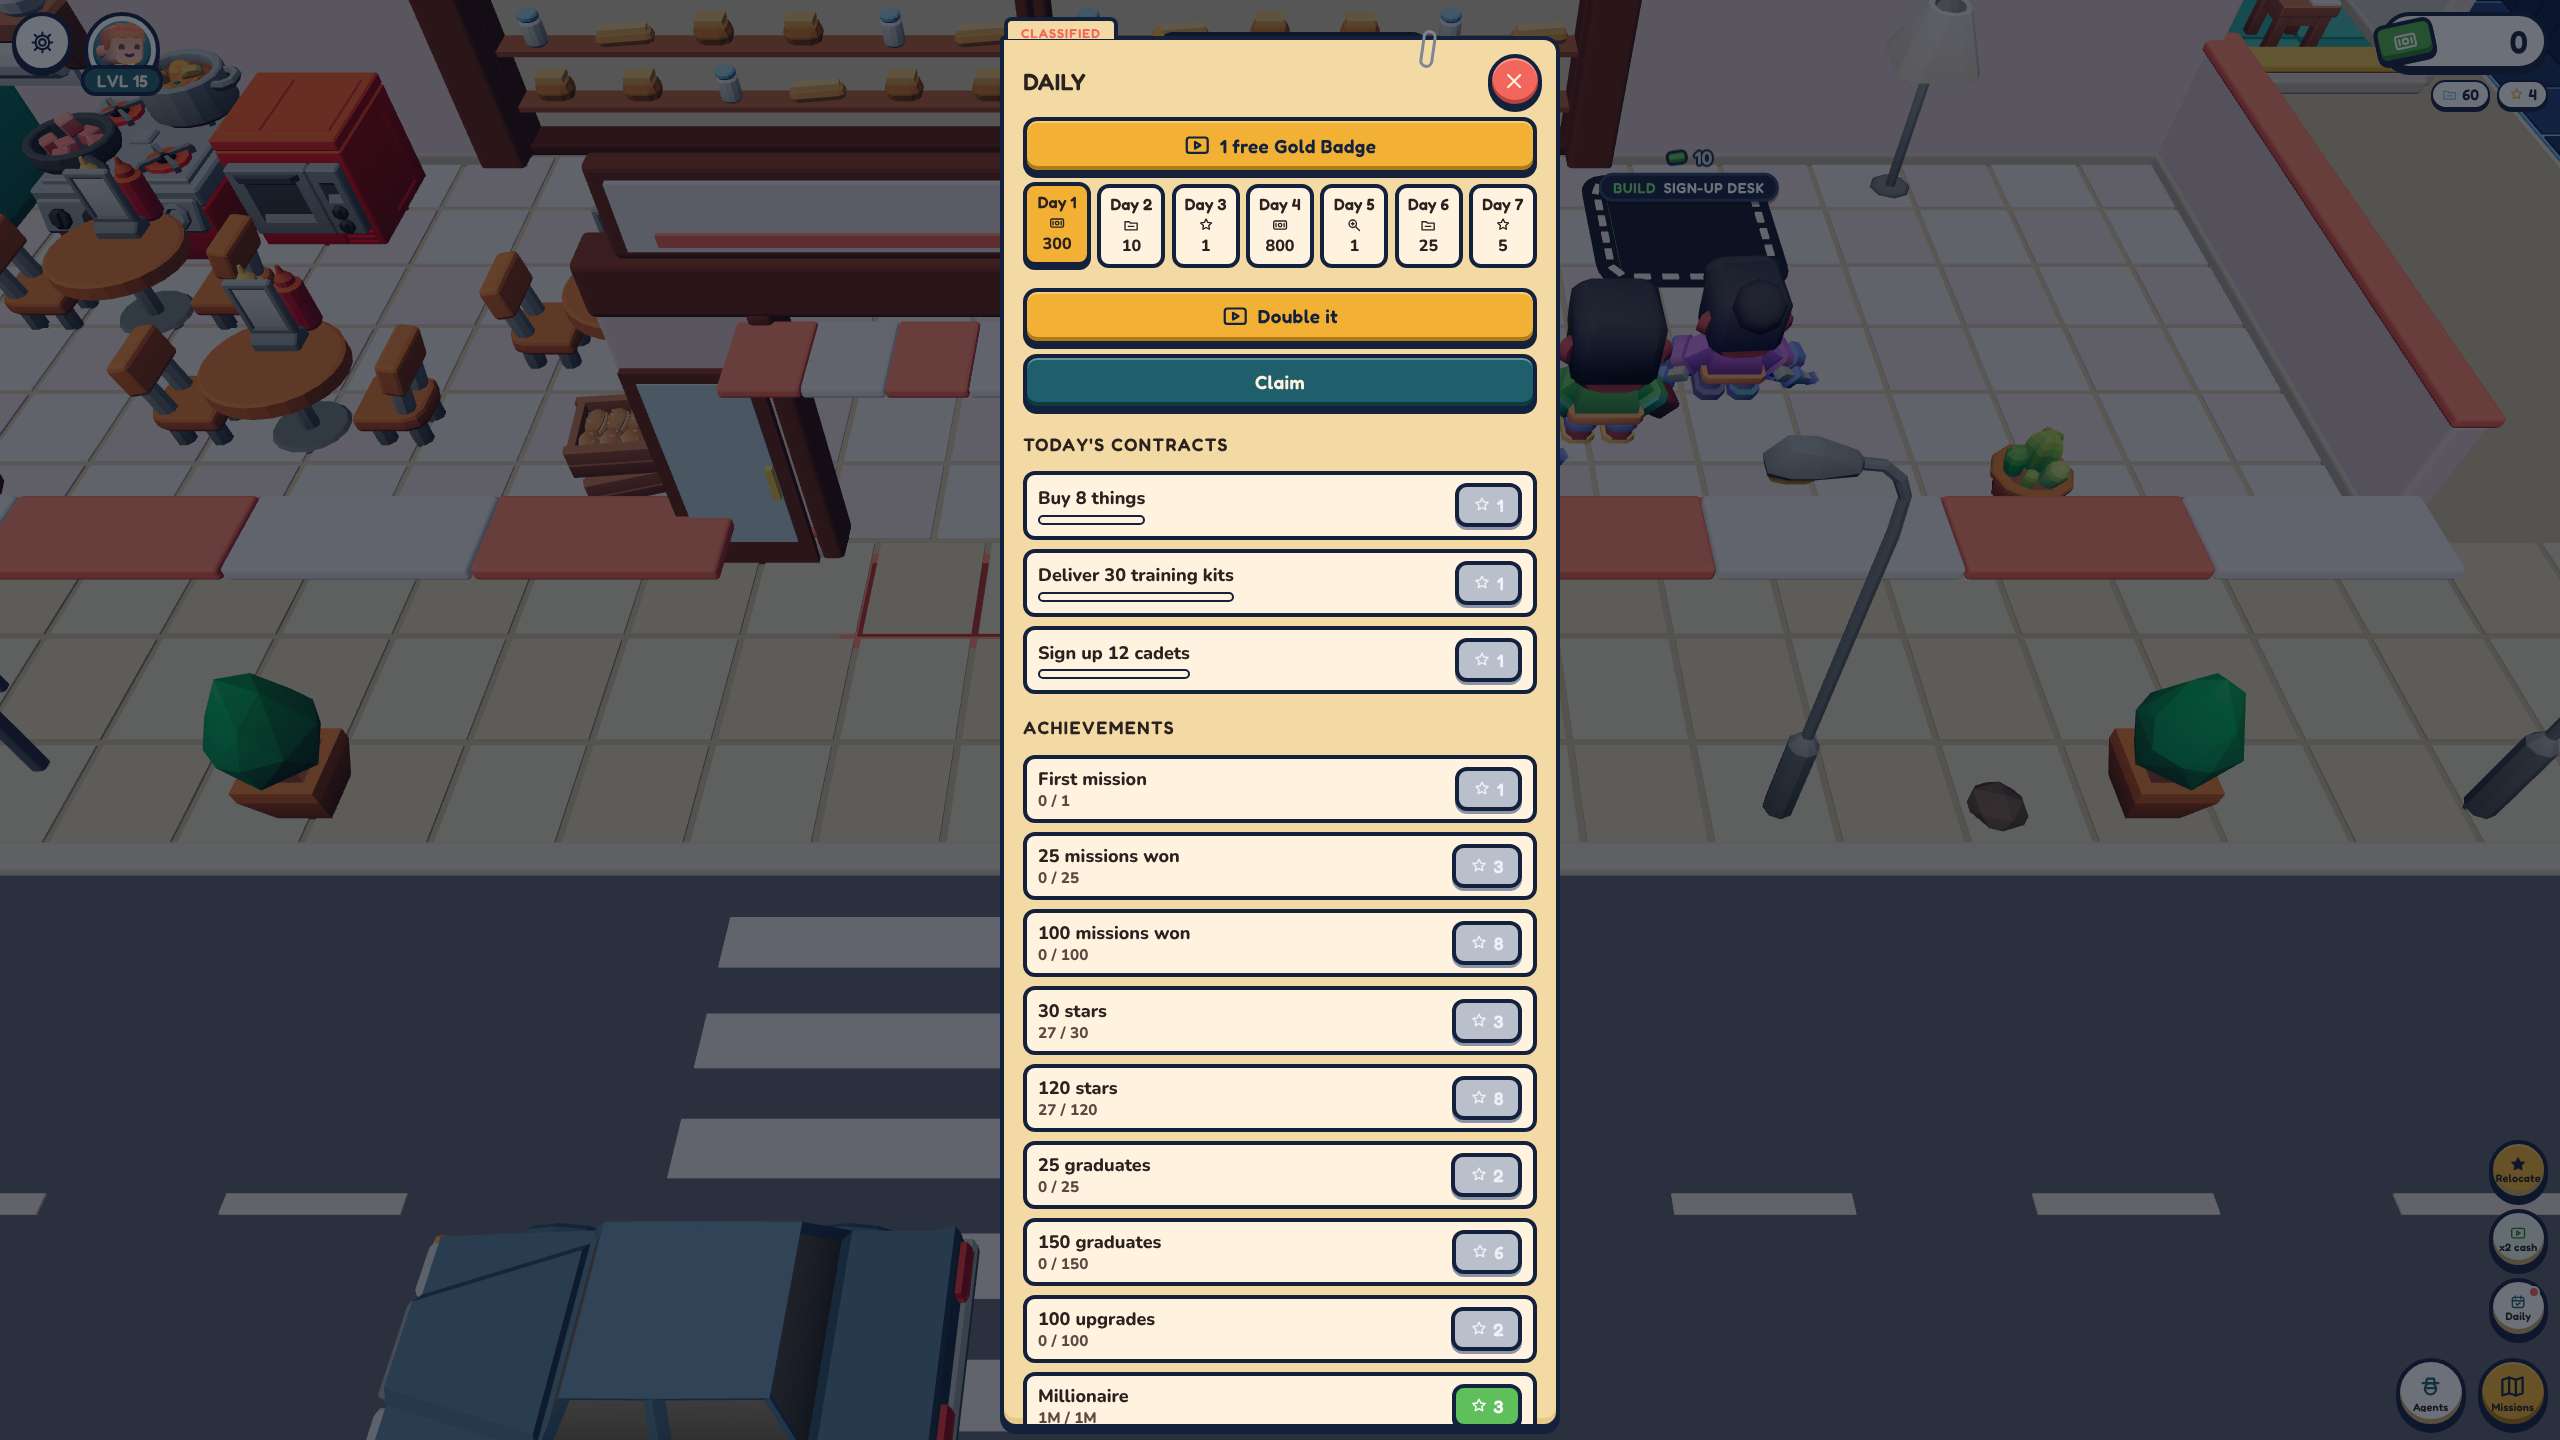 CLASSIFIED
LVL 15
0
60
4
DAILY
1 free Gold Badge
Day 1
300
Day 2
10
Day 3
1
Day 4
800
Day 5
1
Day 6
25
Day 7
5
10
BUILD SIGN-UP DESK
Double it
Claim
TODAY'S CONTRACTS
Buy 8 things
1
Deliver 30 training kits
1
Sign up 12 cadets
1
ACHIEVEMENTS
First mission
0 / 1
1
25 missions won
0 / 25
3
100 missions won
0 / 100
8
30 stars
27 / 30
3
120 stars
27 / 120
8
25 graduates
0 / 25
2
150 graduates
0 / 150
6
100 upgrades
0 / 100
2
Millionaire
1M / 1M
3
Relocate
x2 cash
Daily
Agents
Missions